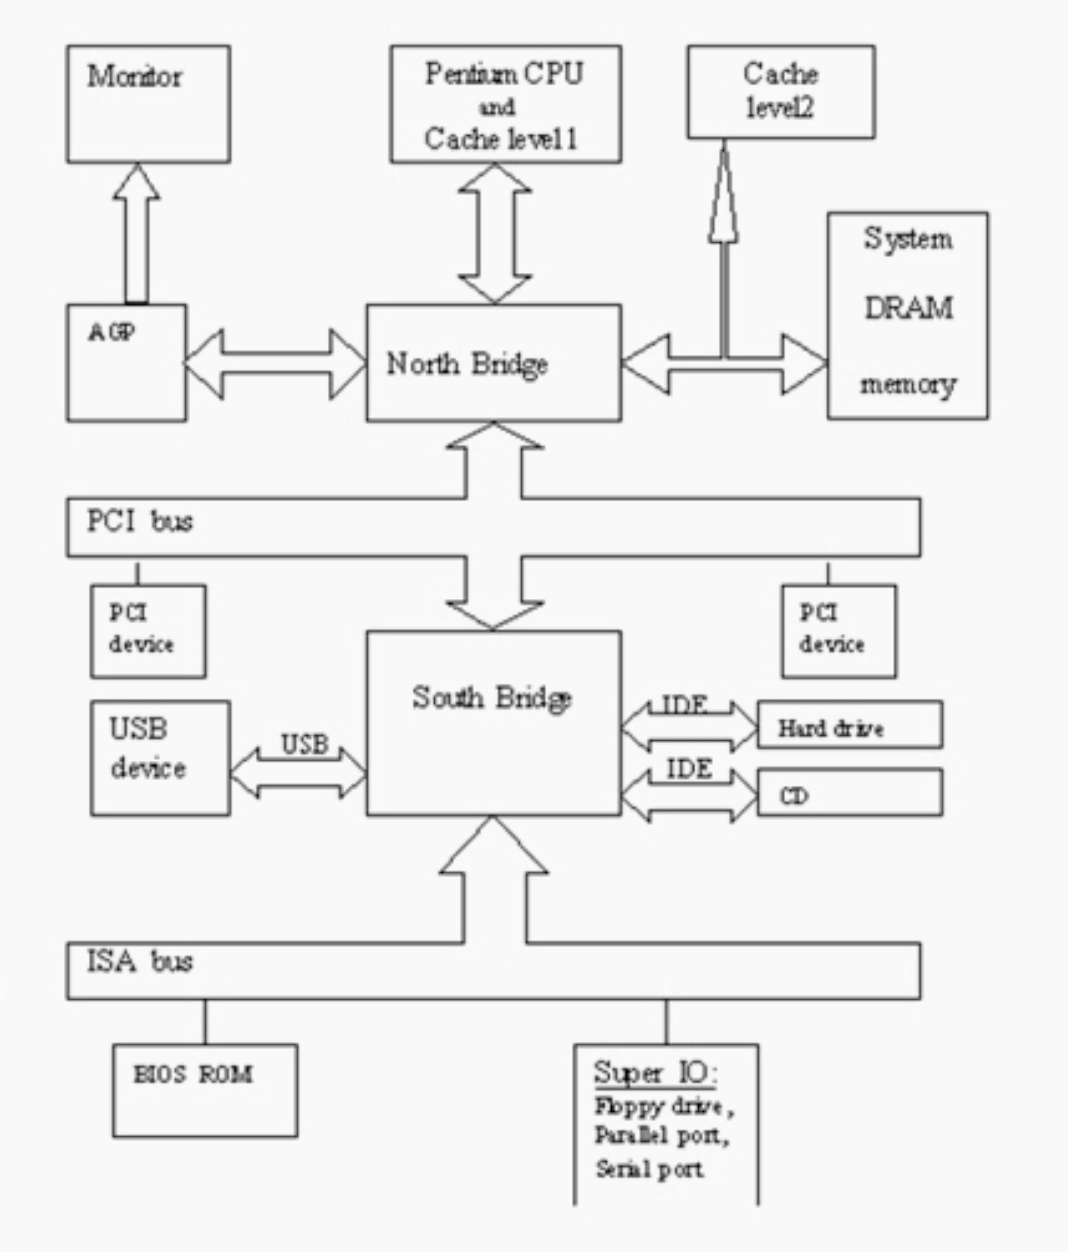 Monitor
Pentium CPU
and
Cache level 1
Cache
level2
System
DRAM
memory
AGP
North Bridge
PCI bus
PCI
device
PCI
device
South Bridge
USB
device
USB
IDE
Hard drive
IDE
CD
ISA bus
BIOS ROM
Super IO:
Floppy drive,
Parallel port,
Serial port